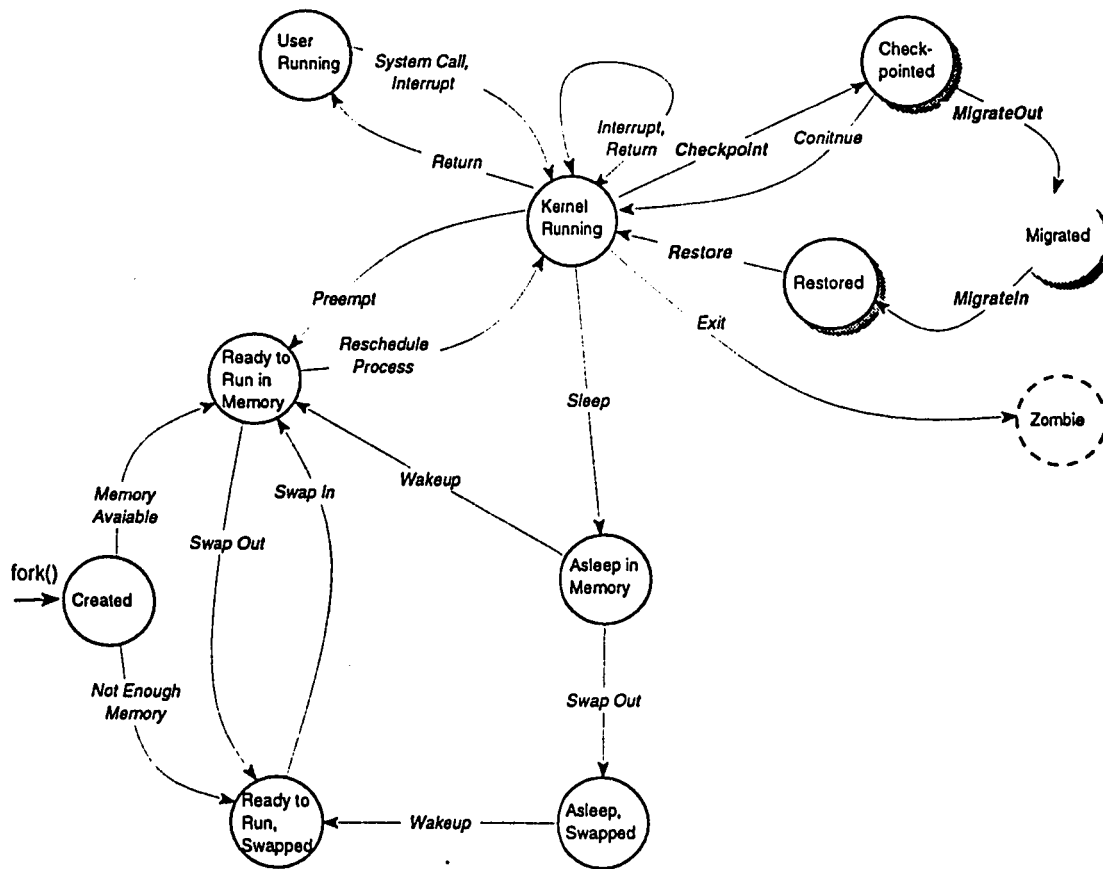 User
Running
System Call,
Interrupt
Return
Interrupt,
Return
Check-
pointed
MigrateOut
Checkpoint
Conitnue
Kernel
Running
Migrated
Restore
Restored
MigrateIn
Preempt
Exit
Reschedule
Process
Ready to
Run in
Memory
Sleep
Zombie
Wakeup
Memory
Avaiable
Swap In
Swap Out
fork()
Created
Asleep in
Memory
Not Enough
Memory
Swap Out
Ready to
Run,
Swapped
Wakeup
Asleep,
Swapped